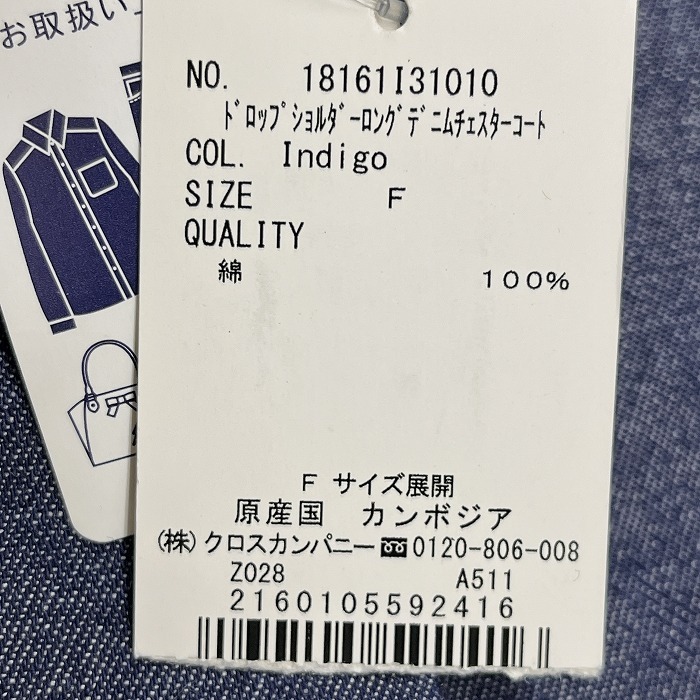 お取扱い
NO. 18161I31010
ﾄﾞﾛｯﾌﾟｼｮﾙﾀﾞｰﾛﾝｸﾞﾃﾞﾆﾑﾁｪｽﾀｰｺｰﾄ
COL. Indigo
SIZE F
QUALITY
綿 100%
F サイズ展開
原産国 カンボジア
(株)クロスカンパニー 0120-806-008
Z028 A511
2160105592416